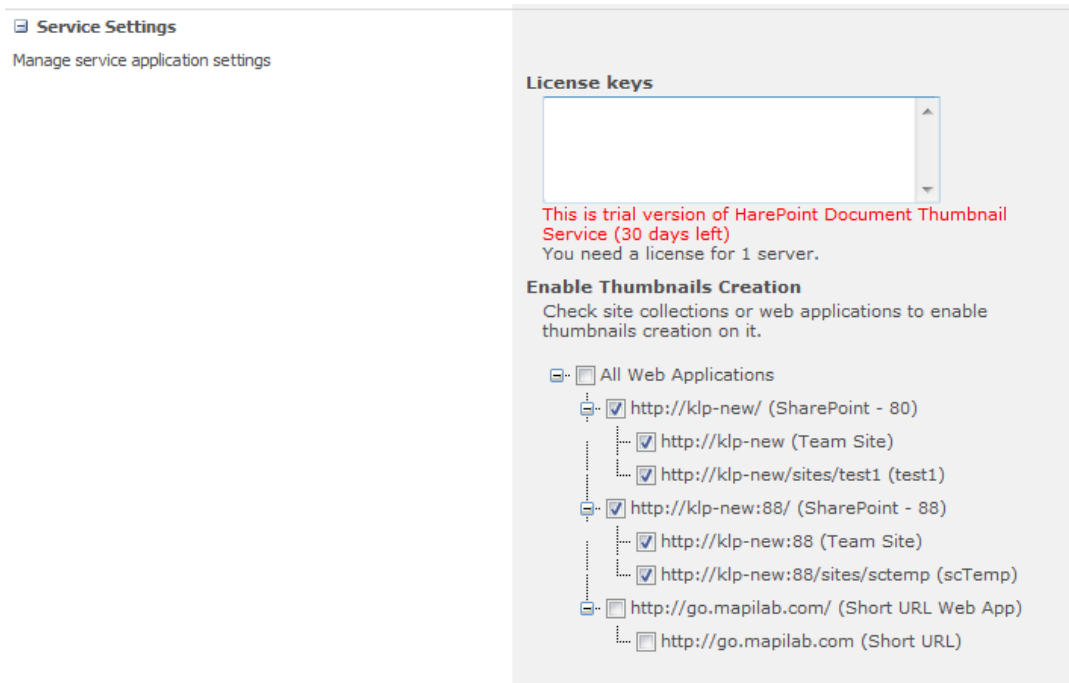 Service Settings
Manage service application settings
License keys
This is trial version of HarePoint Document Thumbnail
Service (30 days left)
You need a license for 1 server.
Enable Thumbnails Creation
Check site collections or web applications to enable
thumbnails creation on it.
All Web Applications
http://klp-new/ (SharePoint - 80)
http://klp-new (Team Site)
http://klp-new/sites/test1 (test1)
http://klp-new:88/ (SharePoint - 88)
http://klp-new:88 (Team Site)
http://klp-new:88/sites/sctemp (scTemp)
http://go.mapilab.com/ (Short URL Web App)
http://go.mapilab.com (Short URL)